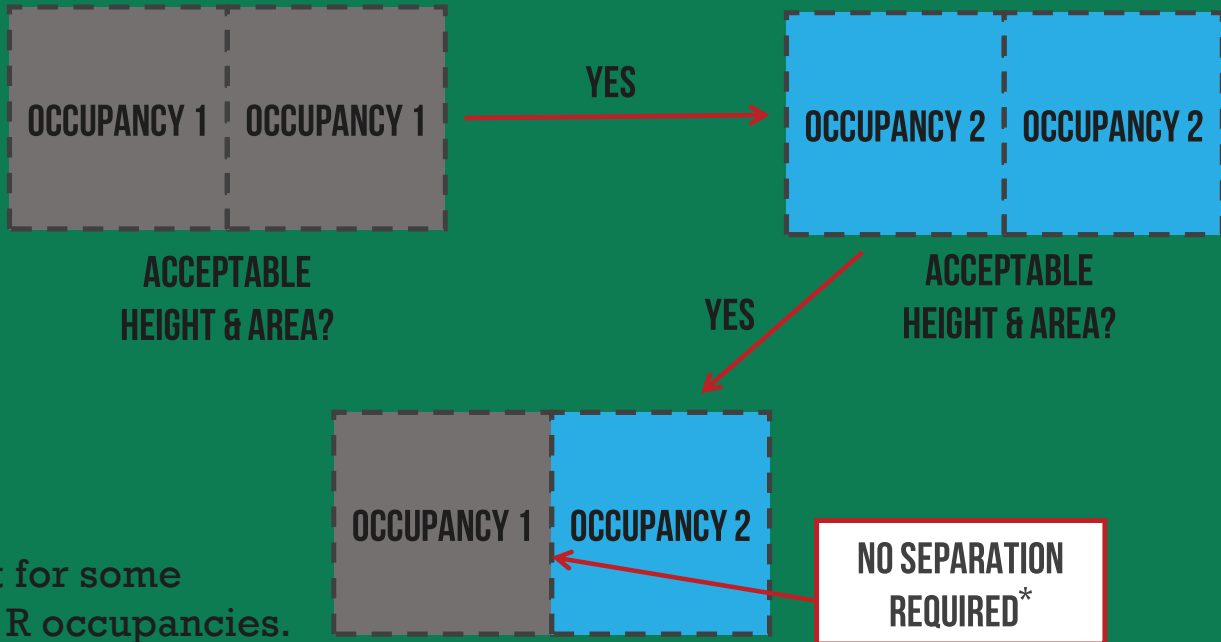 OCCUPANCY 1 OCCUPANCY 1
YES
OCCUPANCY 2 OCCUPANCY 2
ACCEPTABLE
HEIGHT & AREA?
ACCEPTABLE
HEIGHT & AREA?
YES
OCCUPANCY 1 OCCUPANCY 2
NO SEPARATION
REQUIRED*
for some
R occupancies.